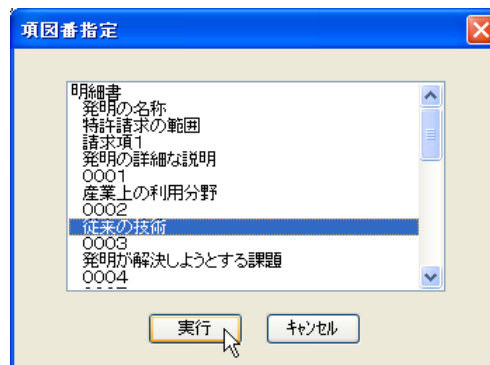 項図番指定
明細書
発明の名称
特許請求の範囲
請求項1
発明の詳細な説明
0001
産業上の利用分野
0002
従来の技術
0003
発明が解決しようとする課題
0004
実行
キャンセル